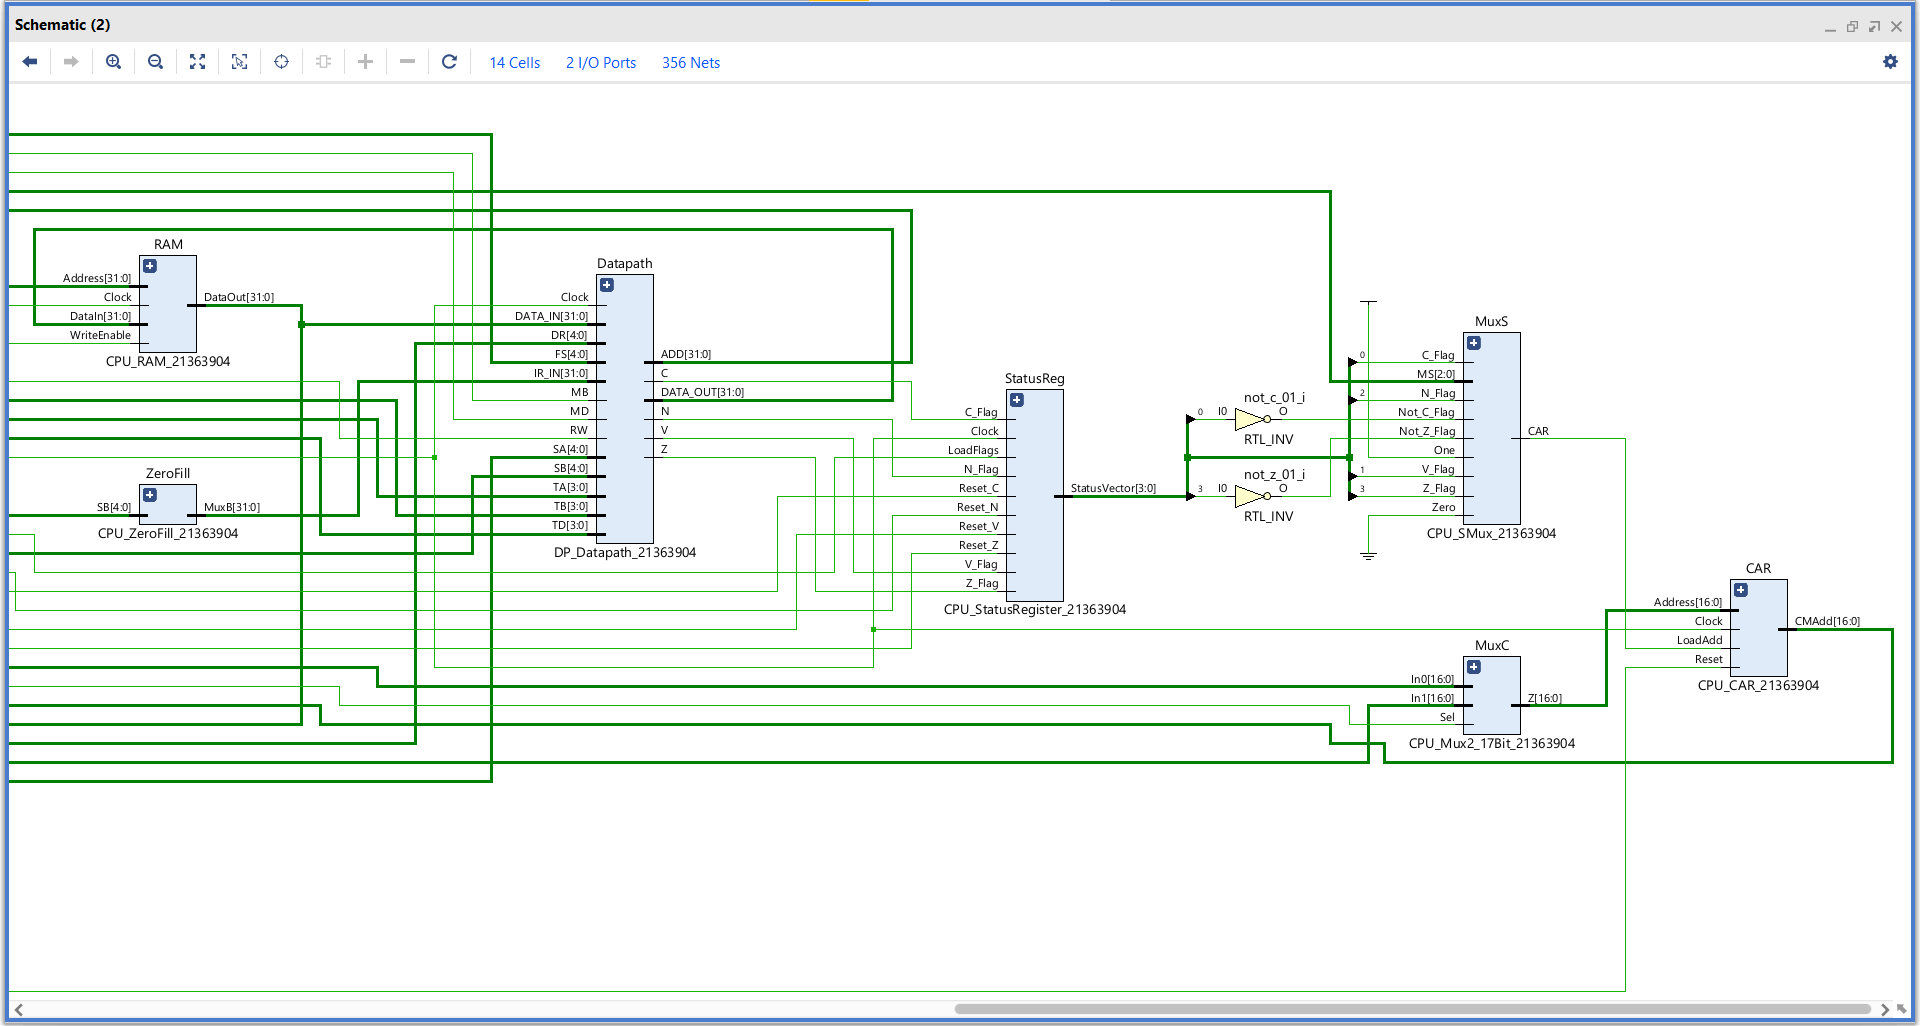 Schematic (2)
14 Cells 2 I/O Ports 356 Nets
RAM
Address[31:0]
Clock
DataIn[31:0]
WriteEnable
DataOut[31:0]
CPU_RAM_21363904
ZeroFill
SB[4:0]
MuxB[31:0]
CPU_ZeroFill_21363904
Datapath
Clock
DATA_IN[31:0]
DR[4:0]
FS[4:0]
IR_IN[31:0]
MB
MD
RW
SA[4:0]
SB[4:0]
TA[3:0]
TB[3:0]
TD[3:0]
ADD[31:0]
C
DATA_OUT[31:0]
N
V
Z
DP_Datapath_21363904
StatusReg
C_Flag
Clock
LoadFlags
N_Flag
Reset_C
Reset_N
Reset_V
Reset_Z
V_Flag
Z_Flag
StatusVector[3:0]
CPU_StatusRegister_21363904
not_c_01_i
0 I0 O
RTL_INV
not_z_01_i
3 I0 O
RTL_INV
MuxS
0 C_Flag
MS[2:0]
2 N_Flag
Not_C_Flag
Not_Z_Flag
One
1 V_Flag
3 Z_Flag
Zero
CAR
CPU_SMux_21363904
MuxC
In0[16:0]
In1[16:0]
Sel
Z[16:0]
CPU_Mux2_17Bit_21363904
CAR
Address[16:0]
Clock
LoadAdd
Reset
CMAdd[16:0]
CPU_CAR_21363904